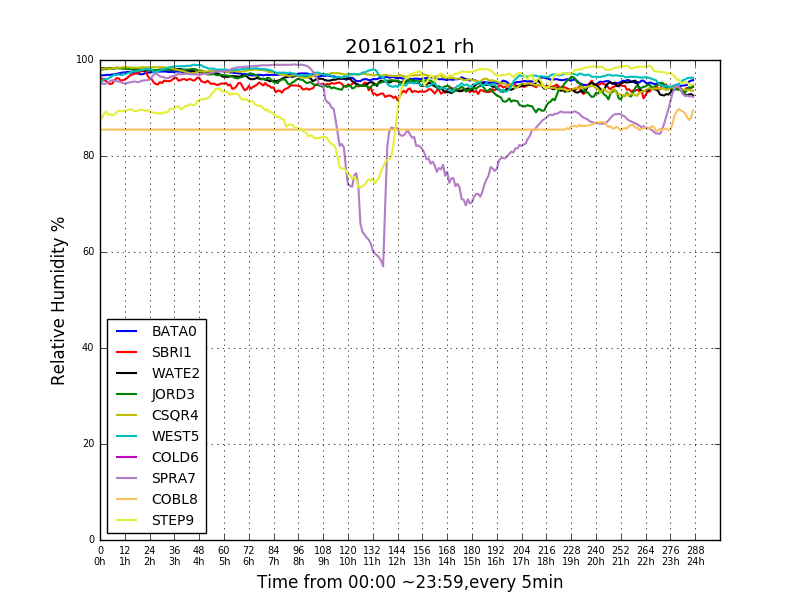 20161021 rh
Relative Humidity %
100
80
60
40
20
0
BATA0
SBRI1
WATE2
JORD3
CSQR4
WEST5
COLD6
SPRA7
COBL8
STEP9
0 12 24 36 48 60 72 84 96 108 120 132 144 156 168 180 192 204 216 228 240 252 264 276 288
0h 1h 2h 3h 4h 5h 6h 7h 8h 9h 10h 11h 12h 13h 14h 15h 16h 17h 18h 19h 20h 21h 22h 23h 24h
Time from 00:00 ~23:59,every 5min